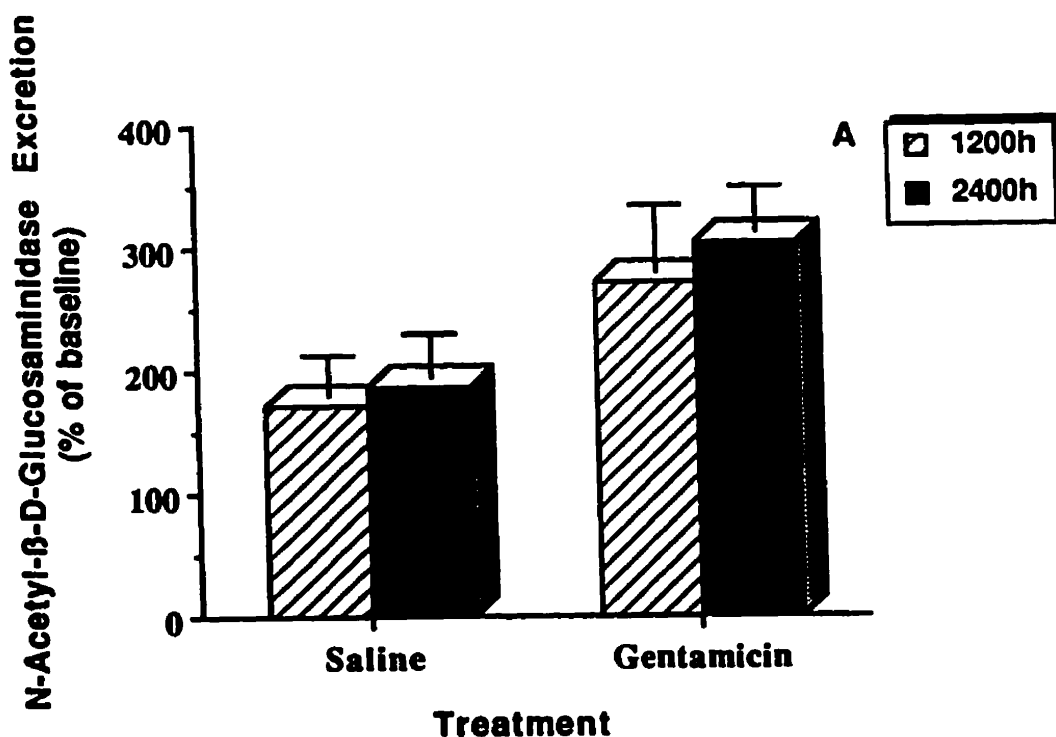 N-Acetyl-ß-D-Glucosaminidase Excretion
(% of baseline)
400
300
200
100
0
A
1200h
2400h
Saline
Gentamicin
Treatment